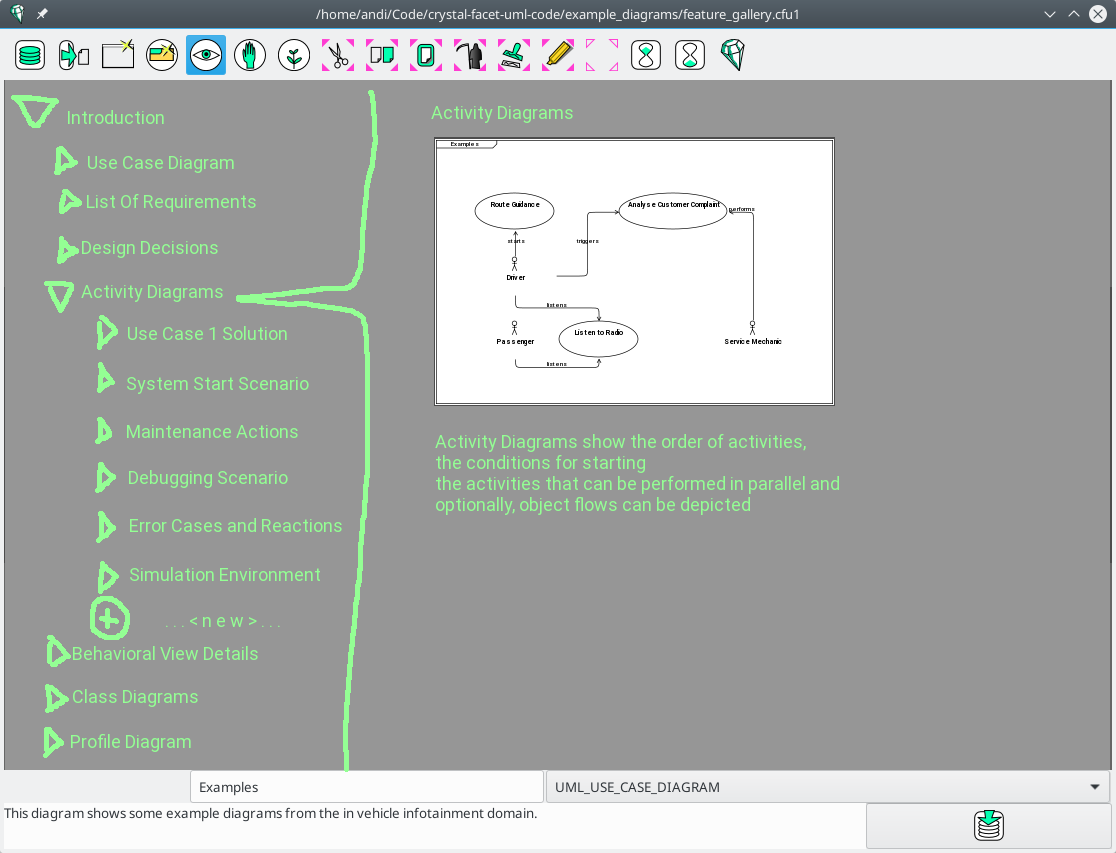 /home/andi/Code/crystal-facet-uml-code/example_diagrams/feature_gallery.cfu1
Introduction
Use Case Diagram
List Of Requirements
Design Decisions
Activity Diagrams
Use Case 1 Solution
System Start Scenario
Maintenance Actions
Debugging Scenario
Error Cases and Reactions
Simulation Environment
. . . < n e w > . . .
Behavioral View Details
Class Diagrams
Profile Diagram
Activity Diagrams
Examples
Route Guidance
Analyse Customer Complaint
performs
starts
triggers
Driver
listens
Passenger
Listen to Radio
Service Mechanic
listens
Activity Diagrams show the order of activities,
the conditions for starting
the activities that can be performed in parallel and
optionally, object flows can be depicted
Examples
UML_USE_CASE_DIAGRAM
This diagram shows some example diagrams from the in vehicle infotainment domain.